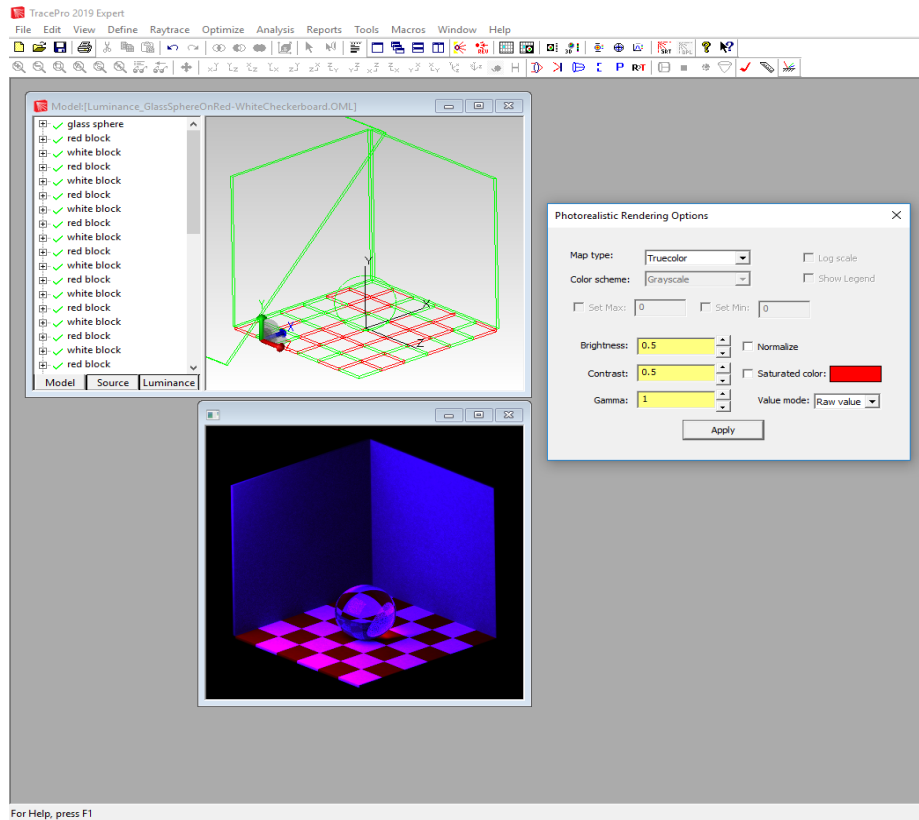 TracePro 2019 Expert
File Edit View Define Raytrace Optimize Analysis Reports Tools Macros Window Help
Model:[Luminance_GlassSphereOnRed-WhiteCheckerboard.OML]
glass sphere
red block
white block
red block
white block
red block
white block
red block
white block
red block
white block
red block
white block
red block
white block
red block
white block
red block
Model Source Luminance
Y
X
Z
Y
X
Z
Photorealistic Rendering Options
Map type: Truecolor Log scale
Color scheme: Grayscale Show Legend
Set Max: 0 Set Min: 0
Brightness: 0.5 Normalize
Contrast: 0.5 Saturated color:
Gamma: 1 Value mode: Raw value
Apply
For Help, press F1